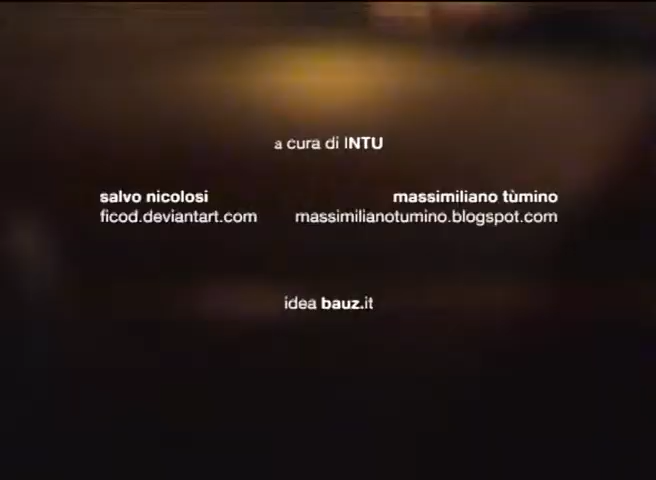 a cura di INTU
salvo nicolosi
ficod.deviantart.com
massimiliano tùmino
massimilianotumino.blogspot.com
idea bauz.it